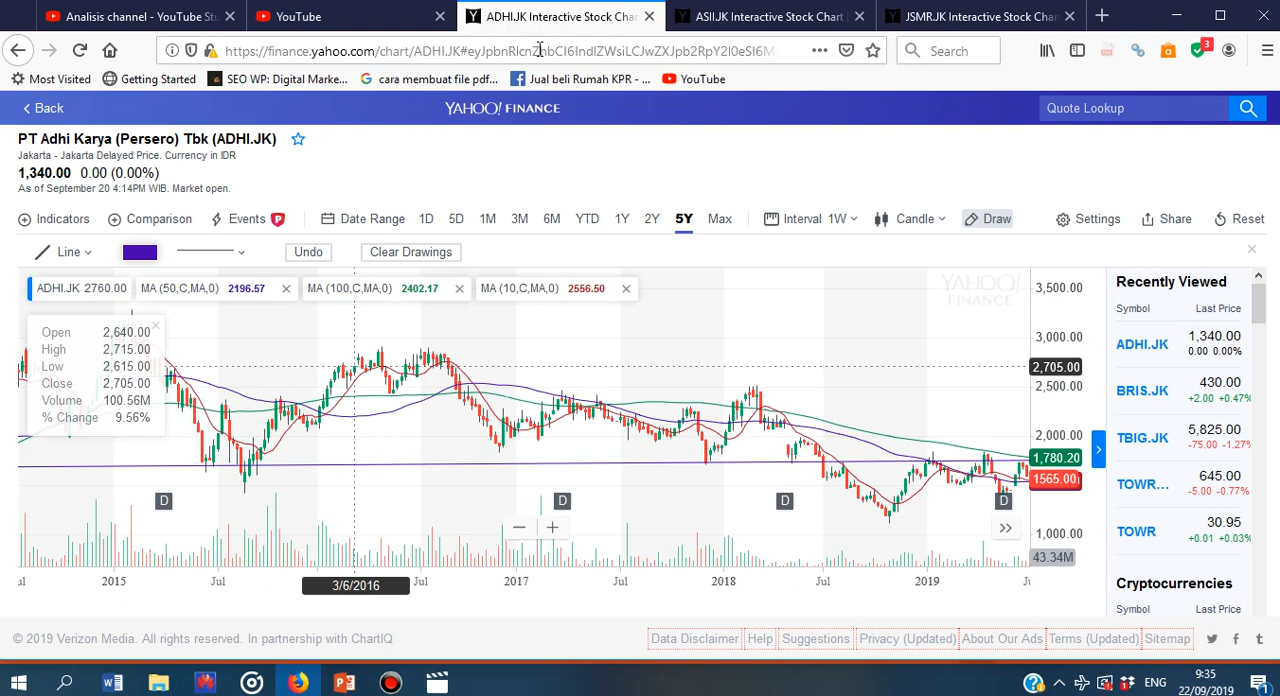 Analisis channel - YouTube Stu
YouTube
ADHI.JK Interactive Stock Char
ASII.JK Interactive Stock Chart
JSMR.JK Interactive Stock Char
Search
Most Visited
Getting Started
SEO WP: Digital Marke...
cara membuat file pdf...
Jual beli Rumah KPR - ...
YouTube
Back
YAHOO! FINANCE
Quote Lookup
PT Adhi Karya (Persero) Tbk (ADHI.JK)
Jakarta - Jakarta Delayed Price. Currency in IDR
1,340.00 0.00 (0.00%)
As of September 20 4:14PM WIB. Market open.
Indicators Comparison Events P Date Range 1D 5D 1M 3M 6M YTD 1Y 2Y 5Y Max Interval 1W Candle Draw Settings Share Reset
Line Undo Clear Drawings
ADHI.JK 2760.00 MA (50,C,MA,0) 2196.57 MA (100,C,MA,0) 2402.17 MA (10,C,MA,0) 2556.50
Open 2,640.00
High 2,715.00
Low 2,615.00
Close 2,705.00
Volume 100.56M
% Change 9.56%
YAHOO!
FINANCE
3,500.00
3,000.00
2,705.00
2,500.00
2,000.00
1,780.20
1565.00
1,000.00
43.34M
D D D D
2015 Jul Jul 2017 Jul 2018 Jul 2019
3/6/2016
Recently Viewed
Symbol Last Price
ADHI.JK 1,340.00
0.00 0.00%
BRIS.JK 430.00
+2.00 +0.47%
TBIG.JK 5,825.00
-75.00 -1.27%
TOWR... 645.00
-5.00 -0.77%
TOWR 30.95
+0.01 +0.03%
Cryptocurrencies
Symbol Last Price
© 2019 Verizon Media. All rights reserved. In partnership with ChartIQ
Disclaimer Help Suggestions Privacy (Updated) About Our Ads Terms (Updated) Sitemap
ENG
9:35
22/09/2019